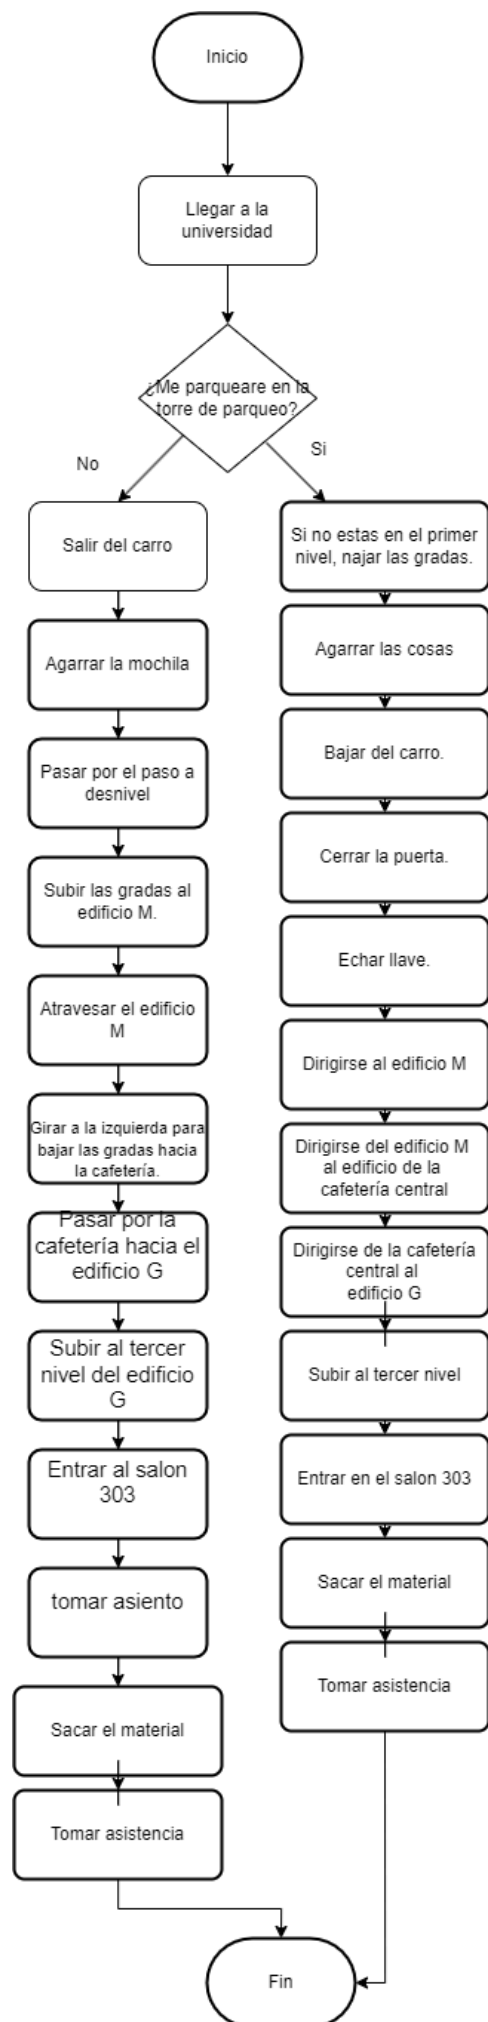 Inicio
Llegar a la
universidad
¿Me parqueare en la
torre de parqueo?
No
Si
Salir del carro
Agarrar la mochila
Pasar por el paso a
desnivel
Subir las gradas al
edificio M.
Atravesar el edificio
M
Girar a la izquierda para
bajar las gradas hacia
la cafetería.
Pasar por la
cafetería hacia el
edificio G
Subir al tercer
nivel del edificio
G
Entrar al salon
303
tomar asiento
Sacar el material
Tomar asistencia
Si no estas en el primer
nivel, najar las gradas.
Agarrar las cosas
Bajar del carro.
Cerrar la puerta.
Echar llave.
Dirigirse al edificio M
Dirigirse del edificio M
al edificio de la
cafetería central
Dirigirse de la cafetería
central al
edificio G
Subir al tercer nivel
Entrar en el salon 303
Sacar el material
Tomar asistencia
Fin